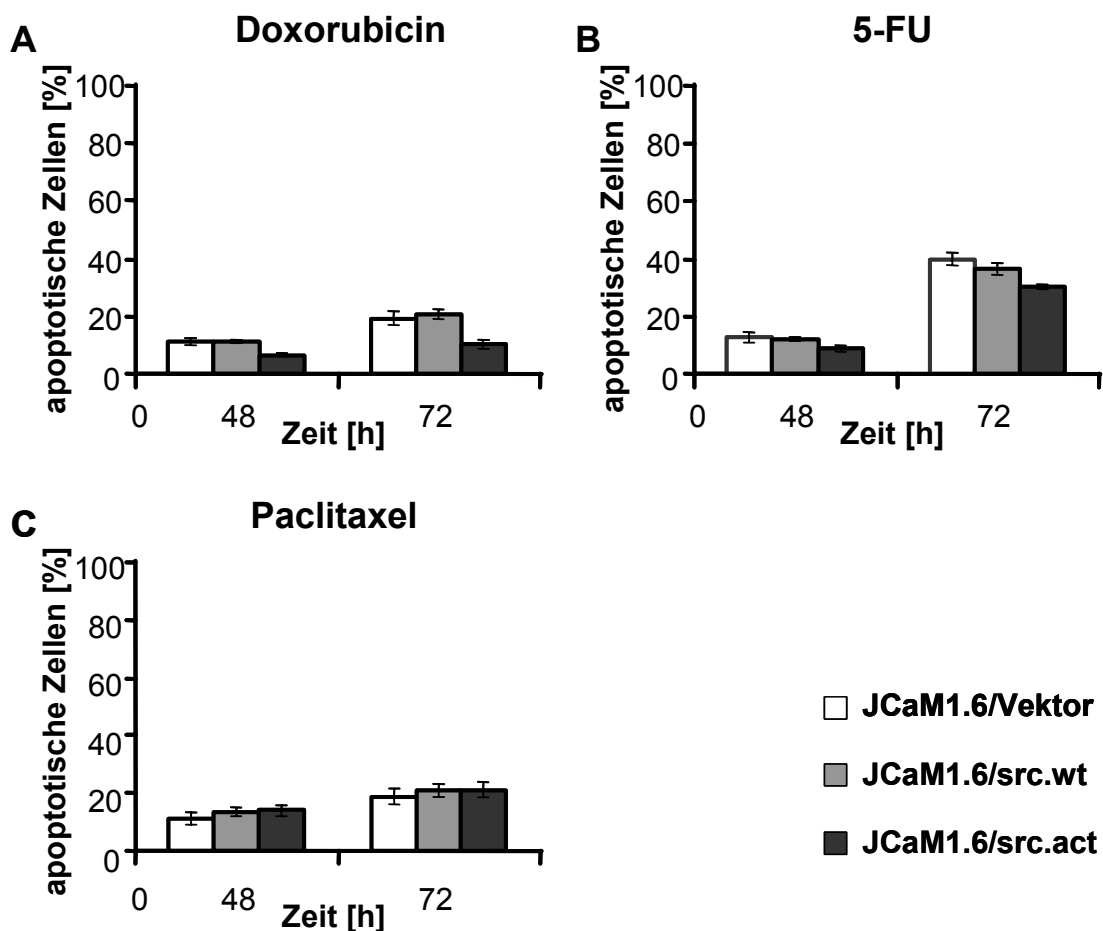 A
Doxorubicin
apoptotische Zellen [%]
100
80
60
40
20
0
0
48
72
Zeit [h]
B
5-FU
apoptotische Zellen [%]
100
80
60
40
20
0
0
48
72
Zeit [h]
C
Paclitaxel
apoptotische Zellen [%]
100
80
60
40
20
0
0
48
72
Zeit [h]
JCaM1.6/Vektor
JCaM1.6/src.wt
JCaM1.6/src.act